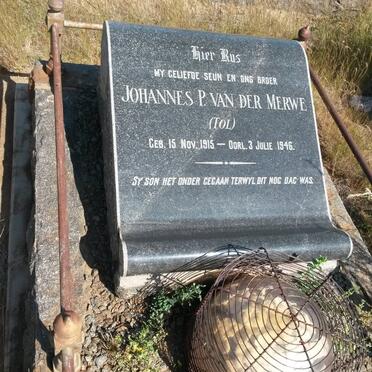 Hier Rus
MY GELIEFDE SEUN EN ONS BROER
JOHANNES P. VAN DER MERWE
(TOL)
GEB. 15 NOV. 1915 — OORL. 3 JULIE 1946.
SY SON HET ONDER GEGAAN TERWYL DIT NOG DAG WAS.